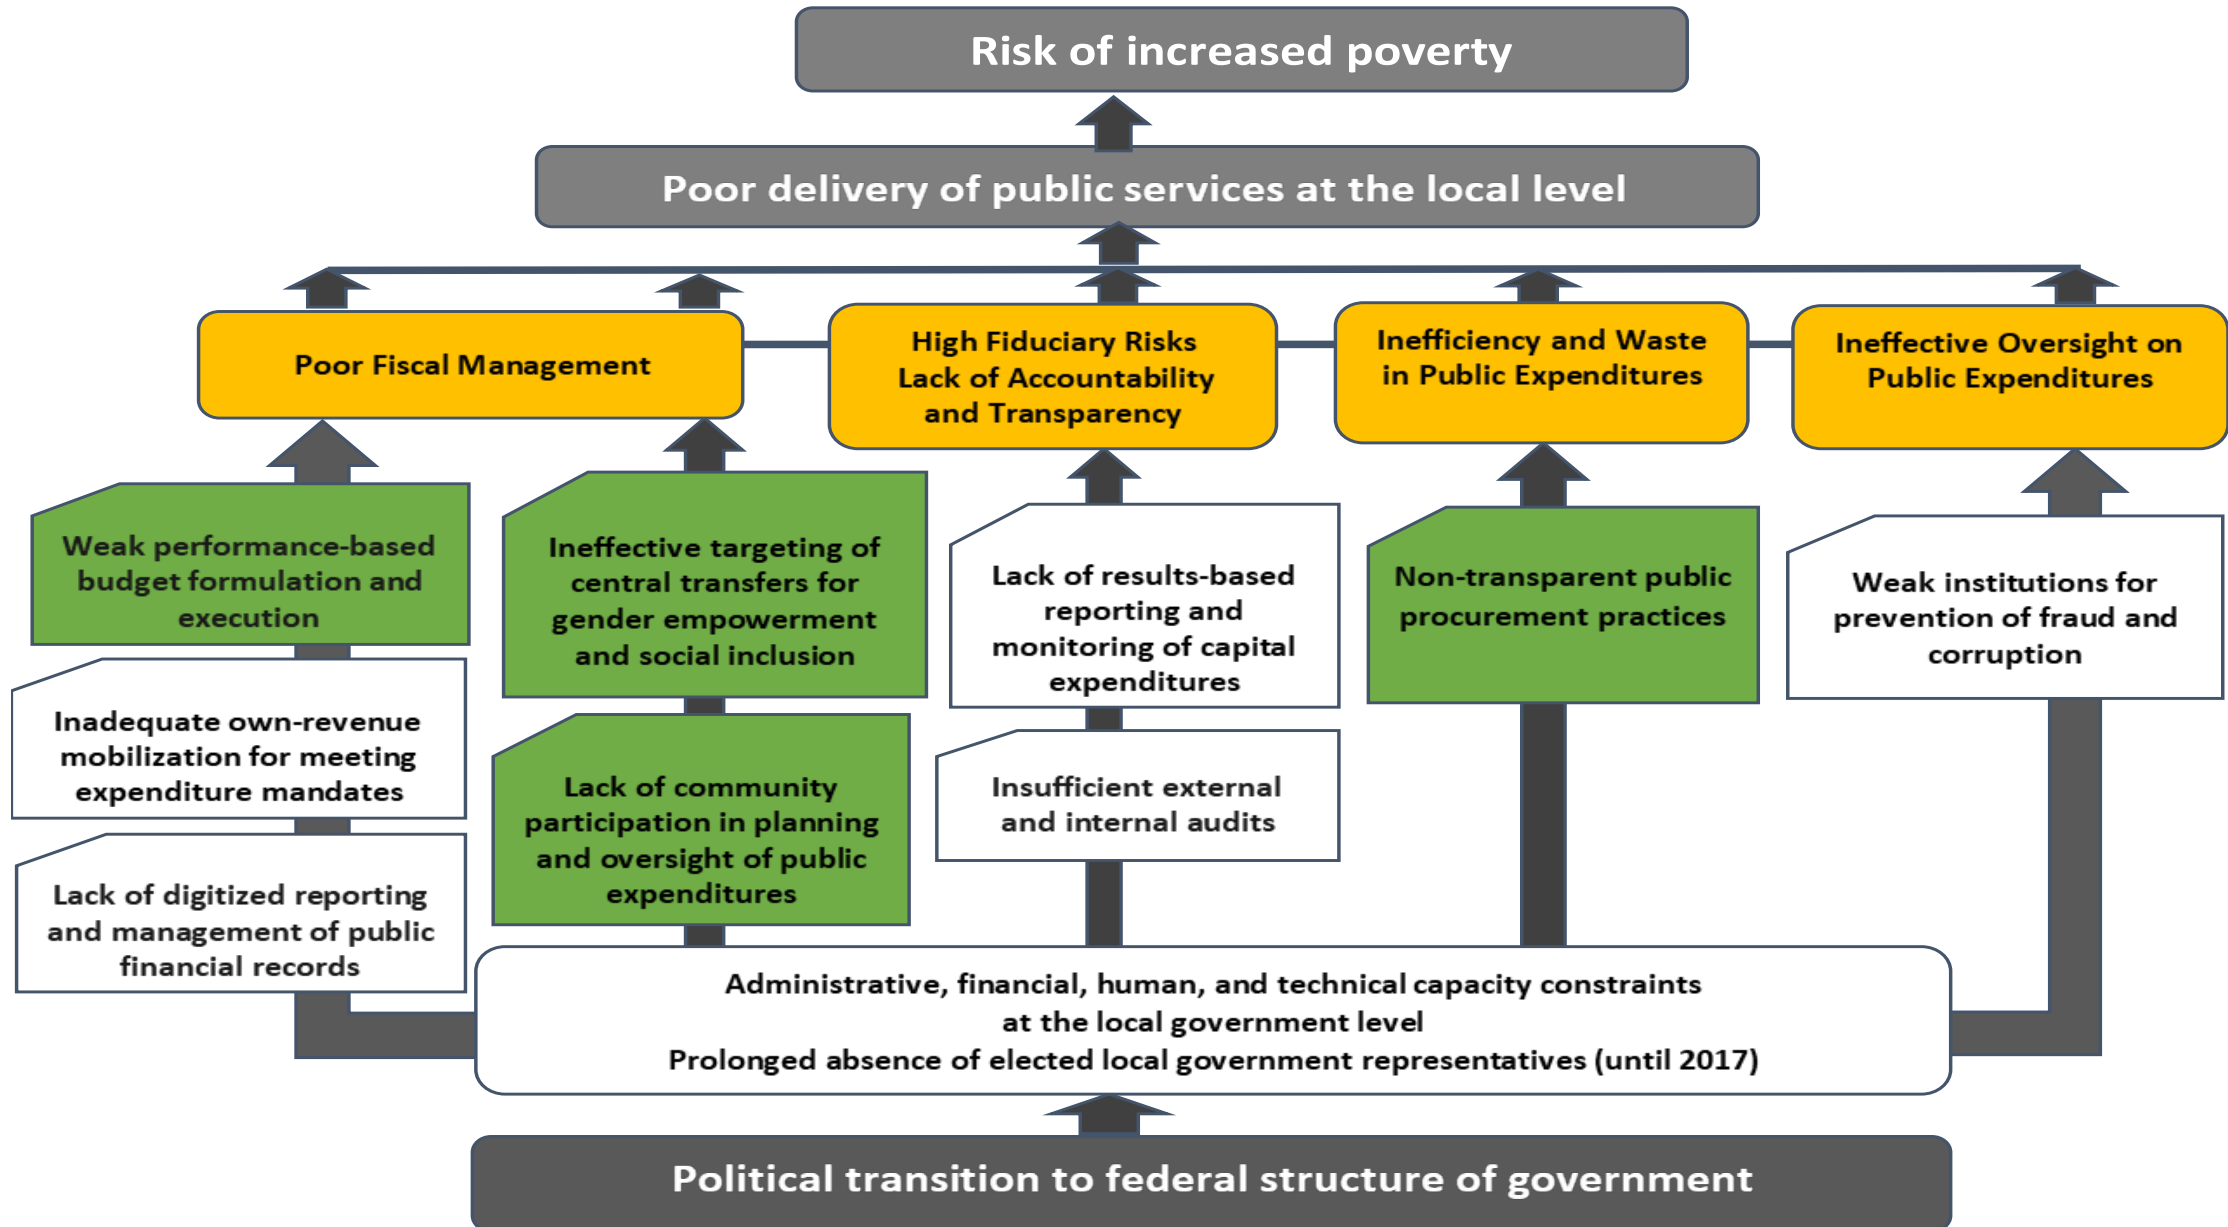 Risk of increased poverty
Poor delivery of public services at the local level
Poor Fiscal Management
High Fiduciary Risks
Lack of Accountability
and Transparency
Inefficiency and Waste
in Public Expenditures
Ineffective Oversight on
Public Expenditures
Weak performance-based
budget formulation and
execution
Inadequate own-revenue
mobilization for meeting
expenditure mandates
Lack of digitized reporting
and management of public
financial records
Ineffective targeting of
central transfers for
gender empowerment
and social inclusion
Lack of community
participation in planning
and oversight of public
expenditures
Lack of results-based
reporting and
monitoring of capital
expenditures
Insufficient external
and internal audits
Non-transparent public
procurement practices
Weak institutions for
prevention of fraud and
corruption
Administrative, financial, human, and technical capacity constraints
at the local government level
Prolonged absence of elected local government representatives (until 2017)
Political transition to federal structure of government